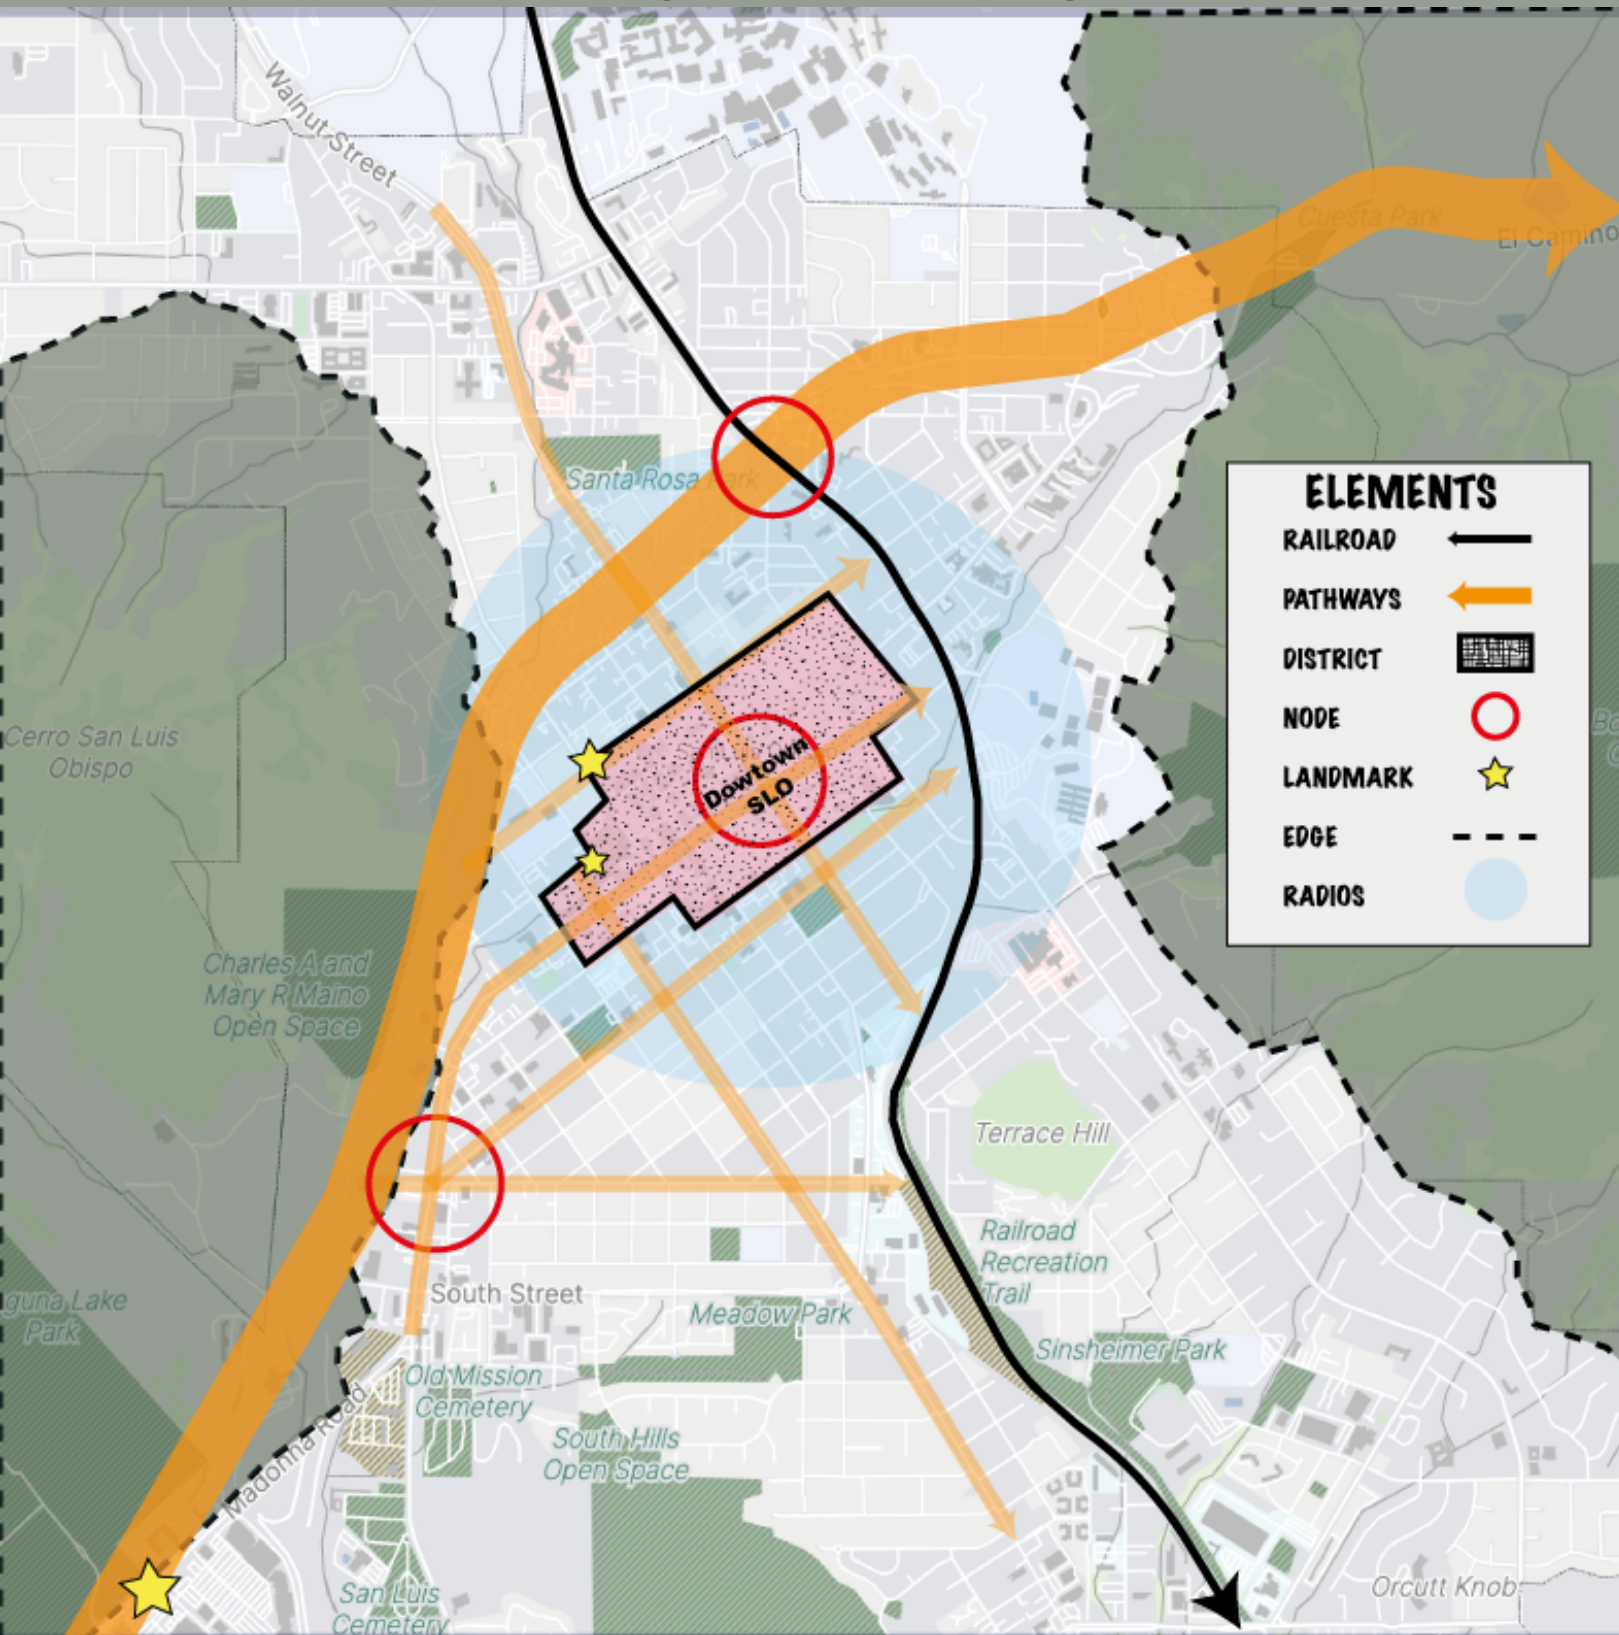 Walnut Street
Cuesta Park
El Camino
Santa Rosa Park
ELEMENTS
RAILROAD
PATHWAYS
DISTRICT
NODE
LANDMARK
EDGE
RADIOS
Cerro San Luis
Obispo
Dowtown
SLO
Charles A and
Mary R Maino
Open Space
Terrace Hill
Railroad
Recreation
Trail
South Street
guna Lake
Park
Meadow Park
Sinsheimer Park
Old Mission
Cemetery
Madonna Road
South Hills
Open Space
San Luis
Cemetery
Orcutt Knob